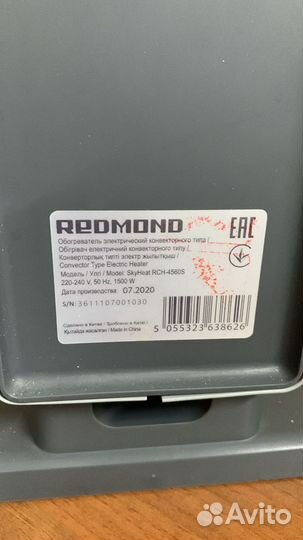 REDMOND
EAC
Обогреватель электрический конвекторного типа /
Обігрівач електричний конвекторного типу /
Конвекторлық типті электр жылытқыш /
Convector Type Electric Heater
Модель / Үлгі / Model: SkyHeat RCH-4560S
220-240 V, 50 Hz, 1500 W
Дата производства: 07.2020
S/N: 3611107001030
Сделано в Китае / Зроблено в Китаї /
Қытайда жасалған / Made in China
5 055323 638626
Avito